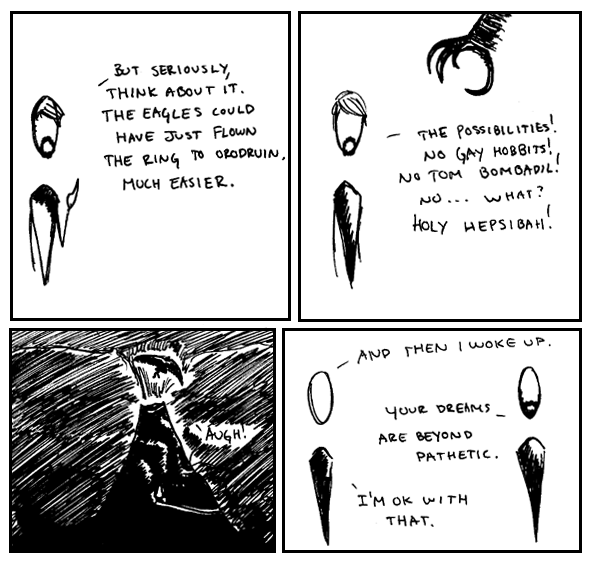 BUT SERIOUSLY,
THINK ABOUT IT.
THE EAGLES COULD
HAVE JUST FLOWN
THE RING TO ORODRUIN.
MUCH EASIER.
THE POSSIBILITIES!
NO GAY HOBBITS!
NO TOM BOMBADIL!
NO... WHAT?
HOLY HEPSIBAH!
AUGH!
AND THEN I WOKE UP.
YOUR DREAMS
ARE BEYOND
PATHETIC.
I'M OK WITH
THAT.